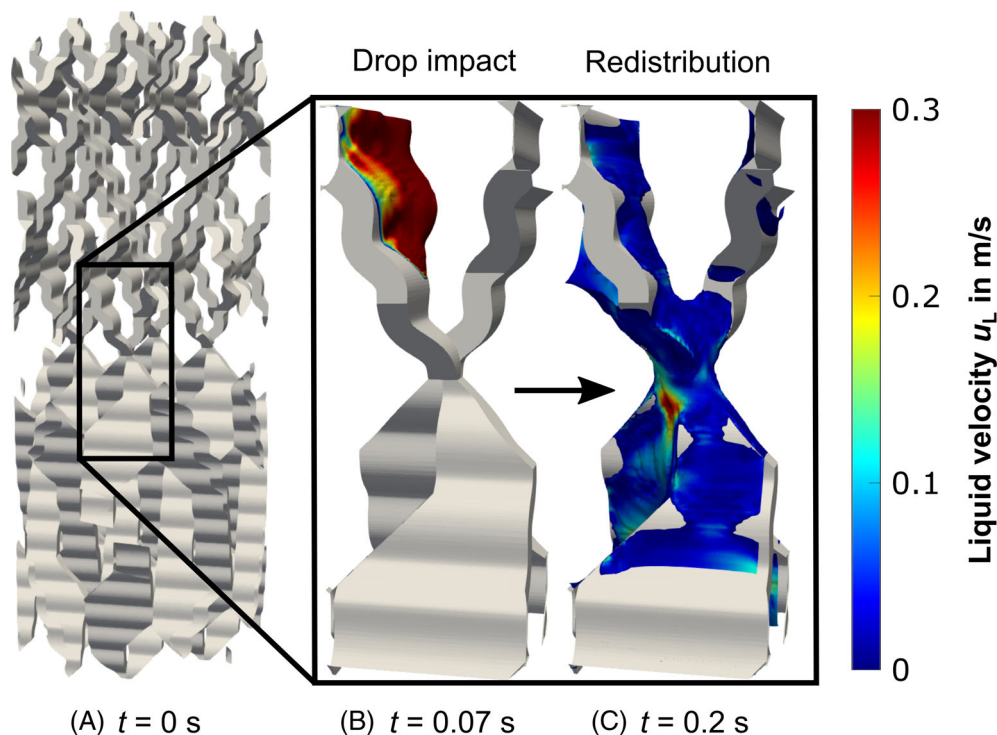 Drop impact
Redistribution
0.3
0.2
0.1
0
Liquid velocity uL in m/s
(A) t = 0 s
(B) t = 0.07 s
(C) t = 0.2 s